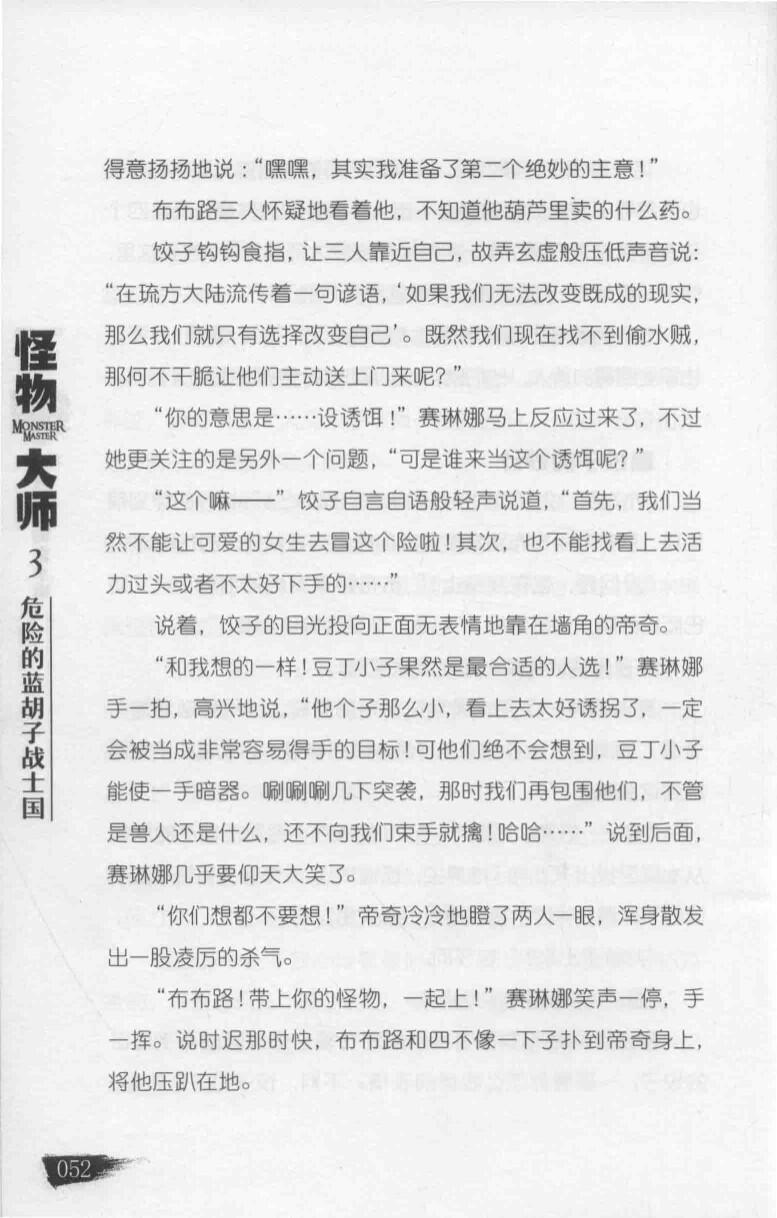 得意扬扬地说：“嘿嘿，其实我准备了第二个绝妙的主意！”
布布路三人怀疑地看着他，不知道他葫芦里卖的什么药。
饺子钩钩食指，让三人靠近自己，故弄玄虚般压低声音说：
“在琉方大陆流传着一句谚语，‘如果我们无法改变既成的现实，
那么我们就只有选择改变自己’。既然我们现在找不到偷水贼，
那何不干脆让他们主动送上门来呢？”
“你的意思是……设诱饵！”赛琳娜马上反应过来了，不过
她更关注的是另外一个问题，“可是谁来当这个诱饵呢？”
“这个嘛——”饺子自言自语般轻声说道，“首先，我们当
然不能让可爱的女生去冒这个险啦！其次，也不能找看上去活
力过头或者不太好下手的……”
说着，饺子的目光投向正面无表情地靠在墙角的帝奇。
“和我想的一样！豆丁小子果然是最合适的人选！”赛琳娜
手一拍，高兴地说，“他个子那么小，看上去太好诱拐了，一定
会被当成非常容易得手的目标！可他们绝不会想到，豆丁小子
能使一手暗器。唰唰唰几下突袭，那时我们再包围他们，不管
是兽人还是什么，还不向我们束手就擒！哈哈……”说到后面，
赛琳娜几乎要仰天大笑了。
“你们想都不要想！”帝奇冷冷地瞪了两人一眼，浑身散发
出一股凌厉的杀气。
“布布路！带上你的怪物，一起上！”赛琳娜笑声一停，手
一挥。说时迟那时快，布布路和四不像一下子扑到帝奇身上，
将他压趴在地。
怪物
MONSTER
MASTER
大师
3
危险的蓝胡子战士国
052